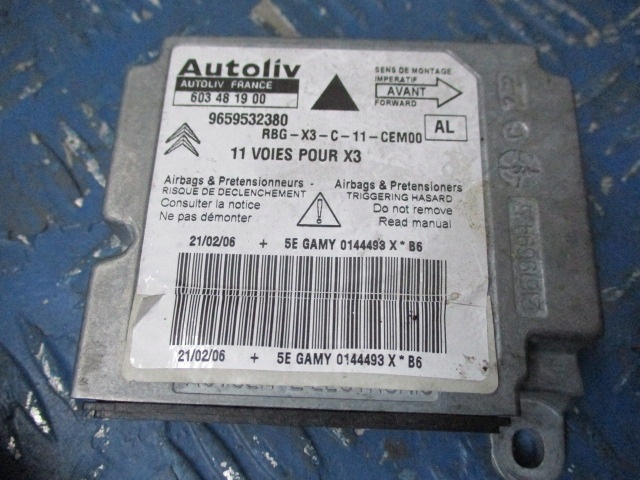 Autoliv
AUTOLIV FRANCE
603 48 19 00
SENS DE MONTAGE
IMPERATIF
AVANT
FORWARD
9659532380
RBG-X3-C-11-CEM00
AL
11 VOIES POUR X3
Airbags & Pretensionneurs -
RISQUE DE DECLENCHEMENT
Consulter la notice
Ne pas démonter
!
Airbags & Pretensioners
TRIGGERING HASARD
Do not remove
Read manual
21/02/06 + 5E GAMY 0144493 X * B6
21/02/06 + 5E GAMY 0144493 X * B6